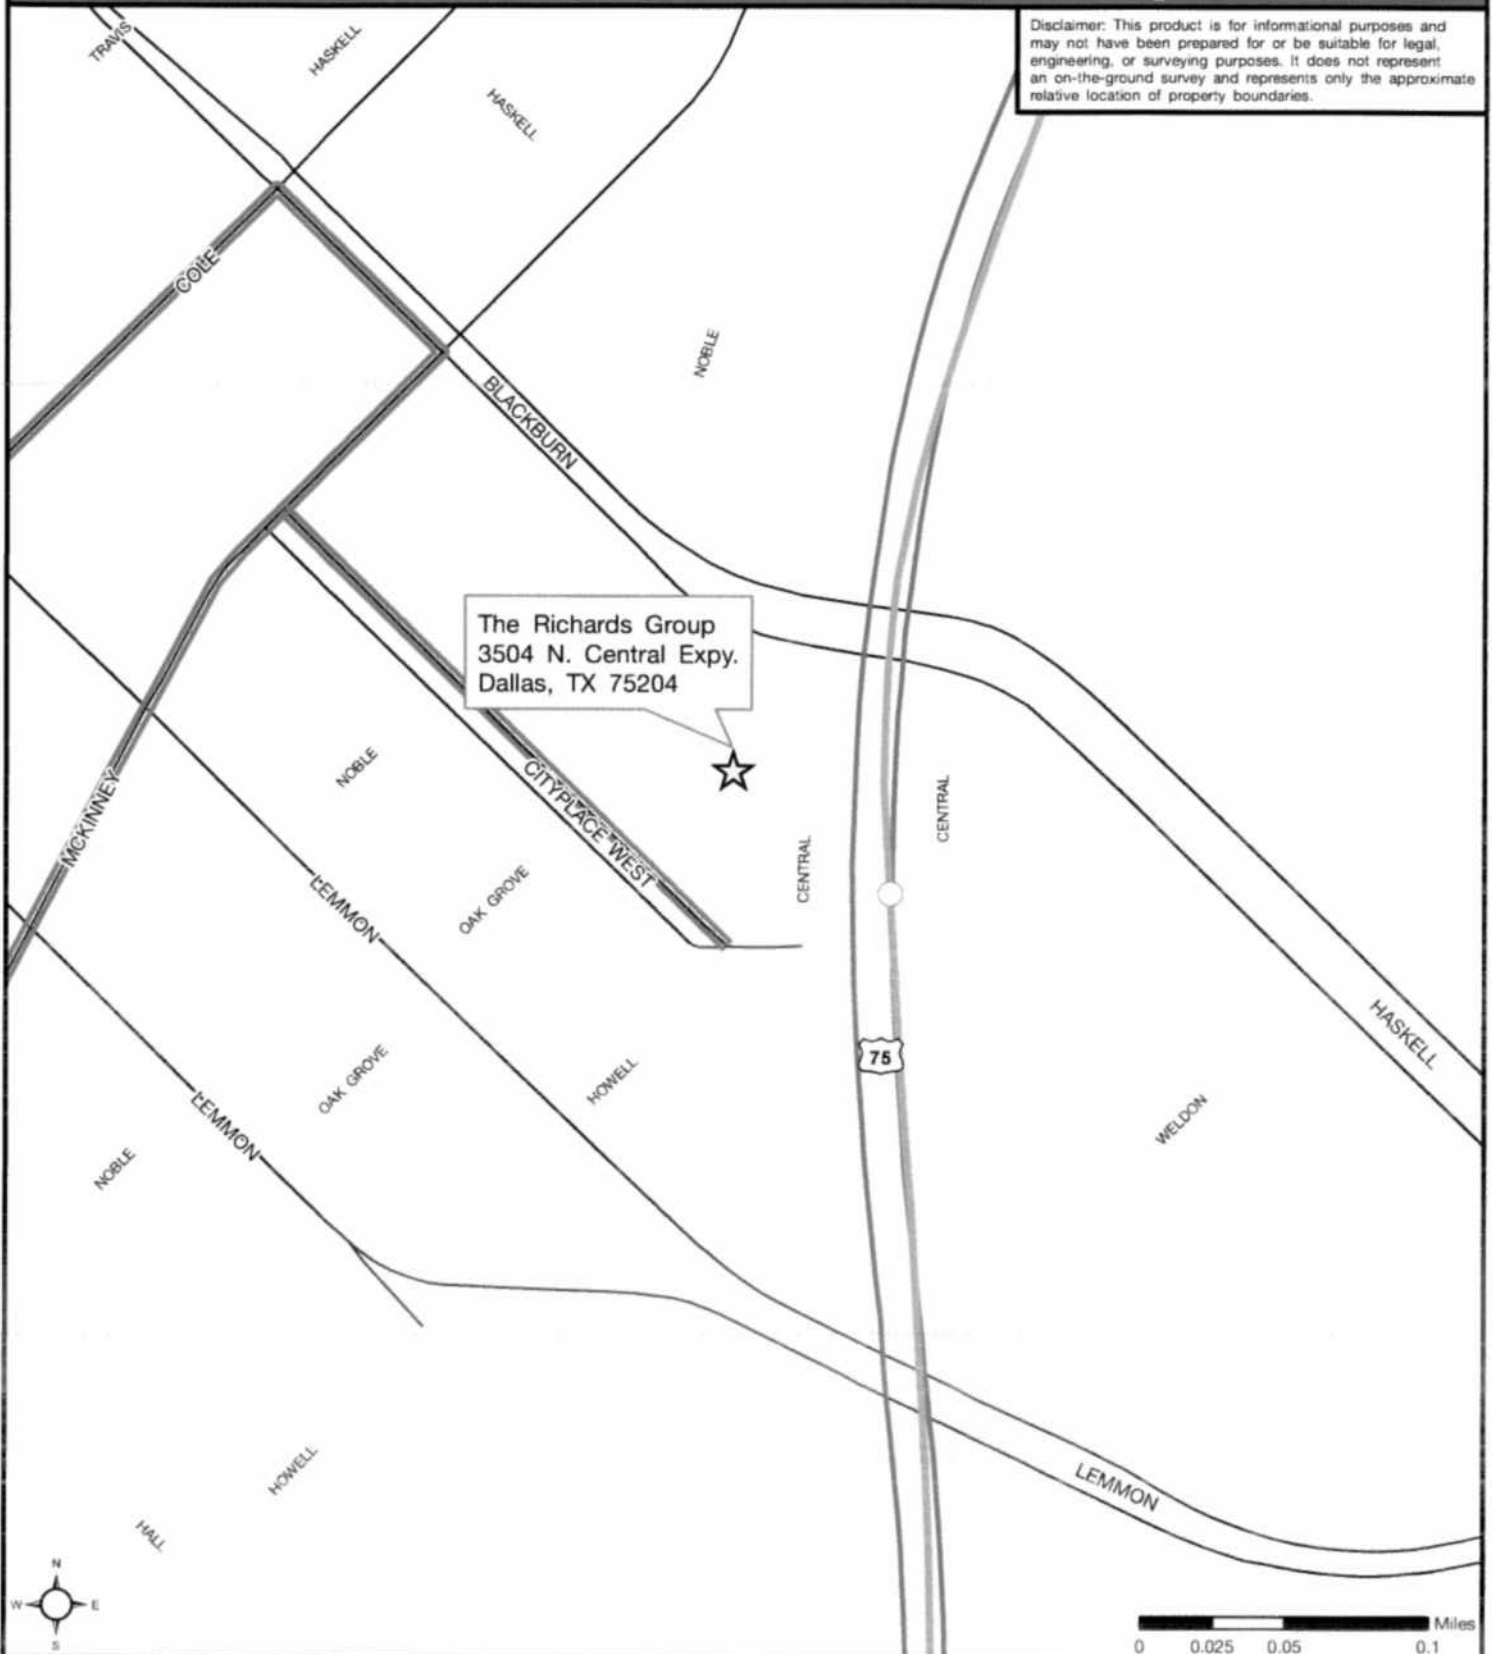 Disclaimer: This product is for informational purposes and
may not have been prepared for or be suitable for legal,
engineering, or surveying purposes. It does not represent
an on-the-ground survey and represents only the approximate
relative location of property boundaries.
TRAVIS
HASKELL
HASKELL
COLE
NOBLE
BLACKBURN
The Richards Group
3504 N. Central Expy.
Dallas, TX 75204
NOBLE
CITYPLACE WEST
MCKINNEY
CENTRAL
CENTRAL
LEMMON
OAK GROVE
HASKELL
75
OAK GROVE
HOWELL
LEMMON
WELDON
NOBLE
HOWELL
LEMMON
HALL
N
W E
S
Miles
0 0.025 0.05 0.1